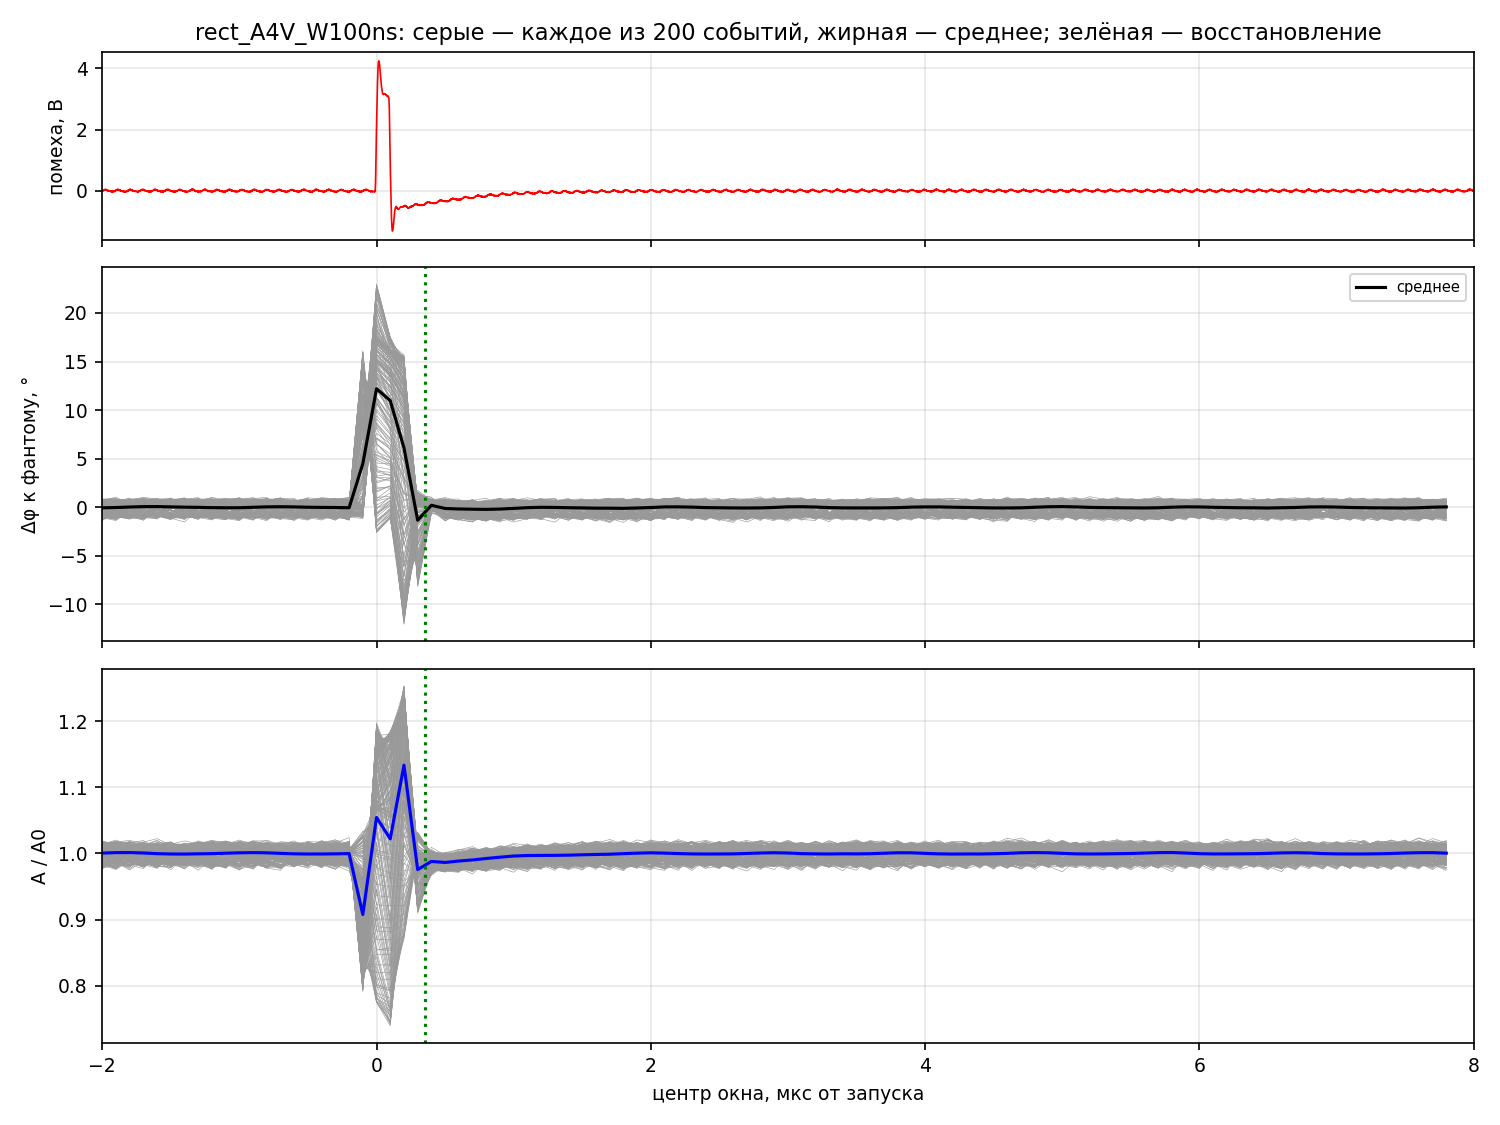 rect_A4V_W100ns: серые — каждое из 200 событий, жирная — среднее; зелёная — восстановление
помеха, В
4
2
0
Δφ к фантому, °
среднее
20
15
10
5
0
−5
−10
A / A0
1.2
1.1
1.0
0.9
0.8
−2 0 2 4 6 8
центр окна, мкс от запуска